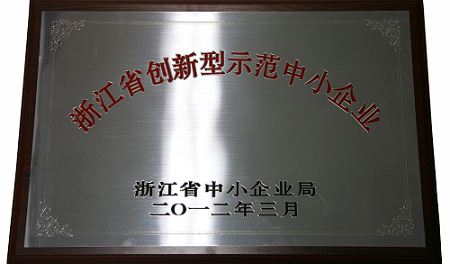 浙江省创新型示范中小企业
浙江省中小企业局
二〇一二年三月